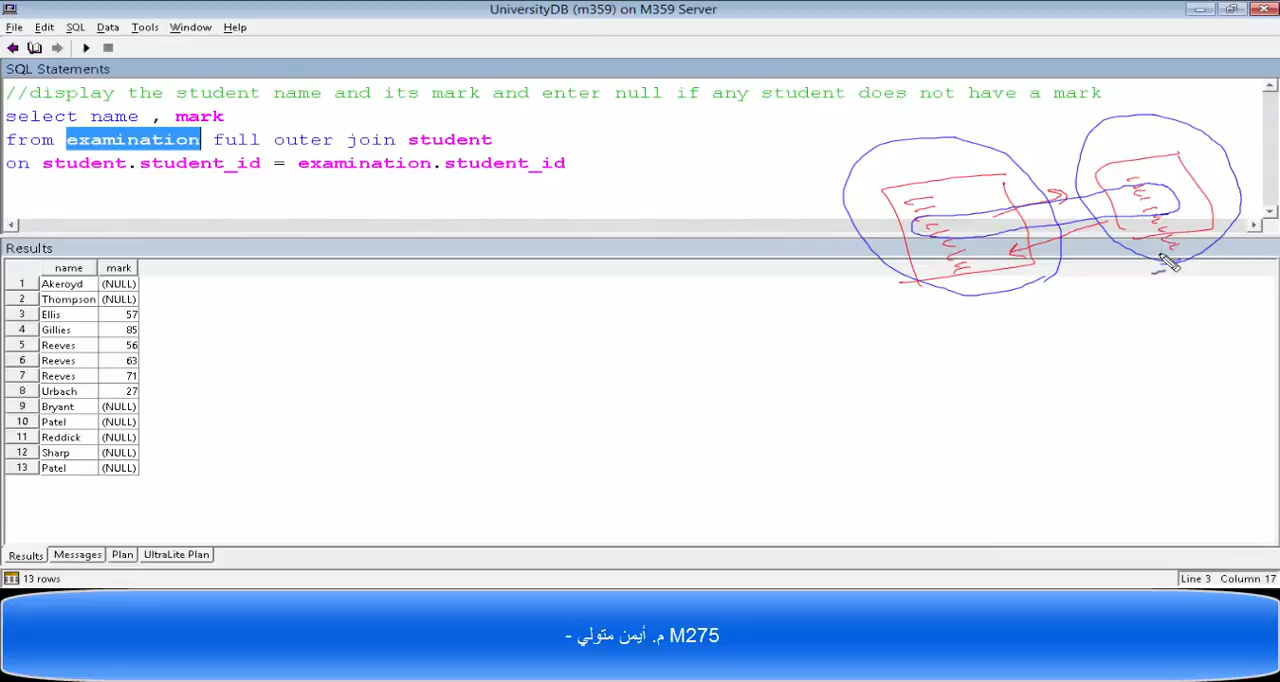 UniversityDB (m359) on M359 Server
File Edit SQL Data Tools Window Help
SQL Statements
//display the student name and its mark and enter null if any student does not have a mark
select name , mark
from examination full outer join student
on student.student_id = examination.student_id
Results
name mark
1 Akeroyd (NULL)
2 Thompson (NULL)
3 Ellis 57
4 Gillies 85
5 Reeves 56
6 Reeves 63
7 Reeves 71
8 Urbach 27
9 Bryant (NULL)
10 Patel (NULL)
11 Reddick (NULL)
12 Sharp (NULL)
13 Patel (NULL)
Results Messages Plan UltraLite Plan
13 rows Line 3 Column 17
M275 م. أيمن متولي -